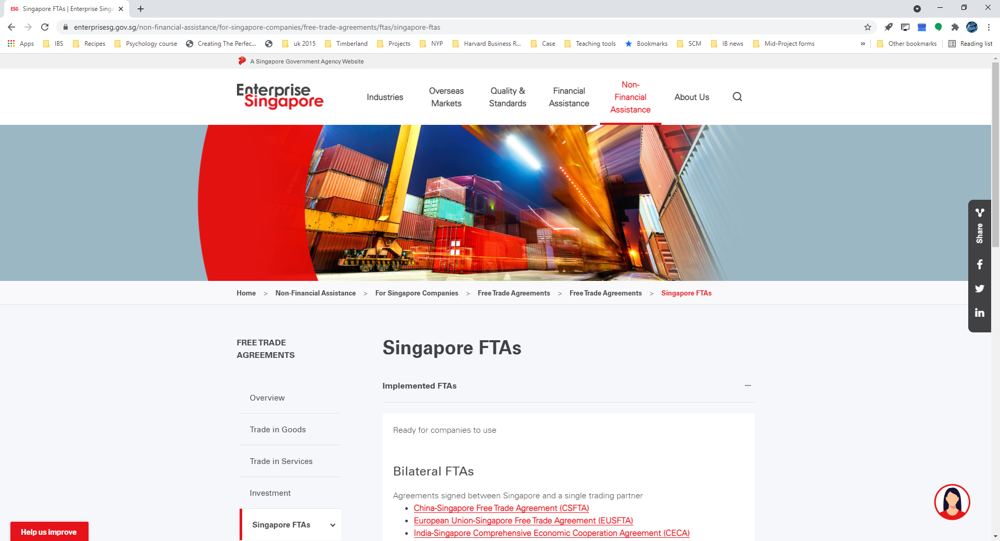 ESG Singapore FTAs | Enterprise Singa
enterprisesg.gov.sg/non-financial-assistance/for-singapore-companies/free-trade-agreements/ftas/singapore-ftas
Apps IBS Recipes Psychology course Creating The Perfec... uk 2015 Timberland Projects NYP Harvard Business R... Case Teaching tools Bookmarks SCM IB news Mid-Project forms » Other bookmarks Reading list
A Singapore Government Agency Website
Enterprise
Singapore
Industries
Overseas
Markets
Quality &
Standards
Financial
Assistance
Non-
Financial
Assistance
About Us
Share
Home > Non-Financial Assistance > For Singapore Companies > Free Trade Agreements > Free Trade Agreements > Singapore FTAs
FREE TRADE
AGREEMENTS
Overview
Trade in Goods
Trade in Services
Investment
Singapore FTAs
Singapore FTAs
Implemented FTAs
Ready for companies to use
Bilateral FTAs
Agreements signed between Singapore and a single trading partner
• China-Singapore Free Trade Agreement (CSFTA)
• European Union-Singapore Free Trade Agreement (EUSFTA)
• India-Singapore Comprehensive Economic Cooperation Agreement (CECA)
Help us improve